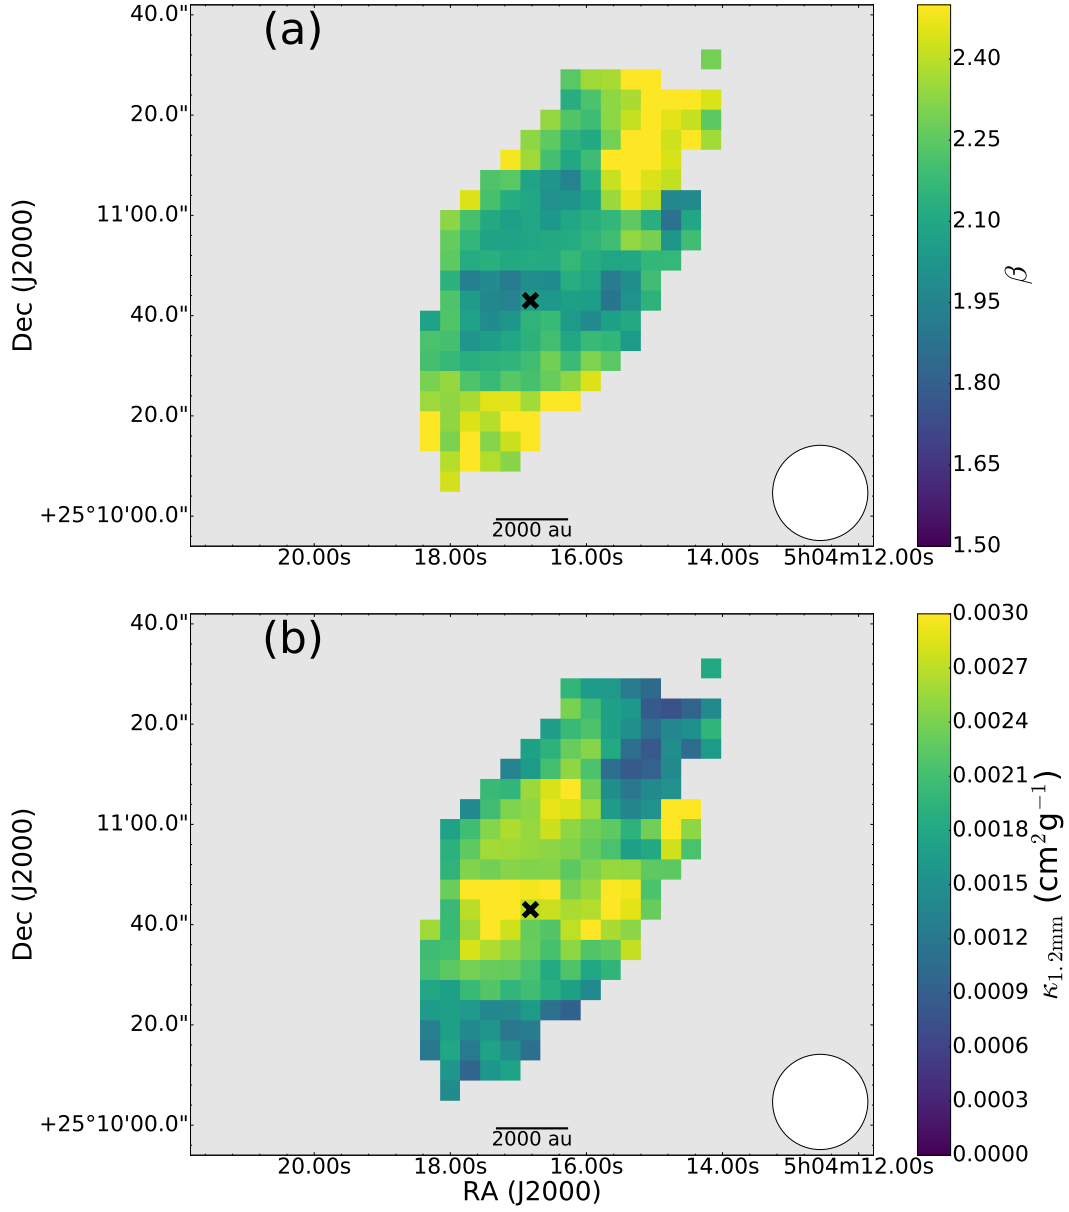 (a)
40.0"
20.0"
11'00.0"
40.0"
20.0"
+25°10'00.0"
Dec (J2000)
2000 au
20.00s 18.00s 16.00s 14.00s 5h04m12.00s
2.40
2.25
2.10
1.95
1.80
1.65
1.50
β
(b)
40.0"
20.0"
11'00.0"
40.0"
20.0"
+25°10'00.0"
Dec (J2000)
2000 au
20.00s 18.00s 16.00s 14.00s 5h04m12.00s
RA (J2000)
0.0030
0.0027
0.0024
0.0021
0.0018
0.0015
0.0012
0.0009
0.0006
0.0003
0.0000
κ1.2mm (cm²g⁻¹)